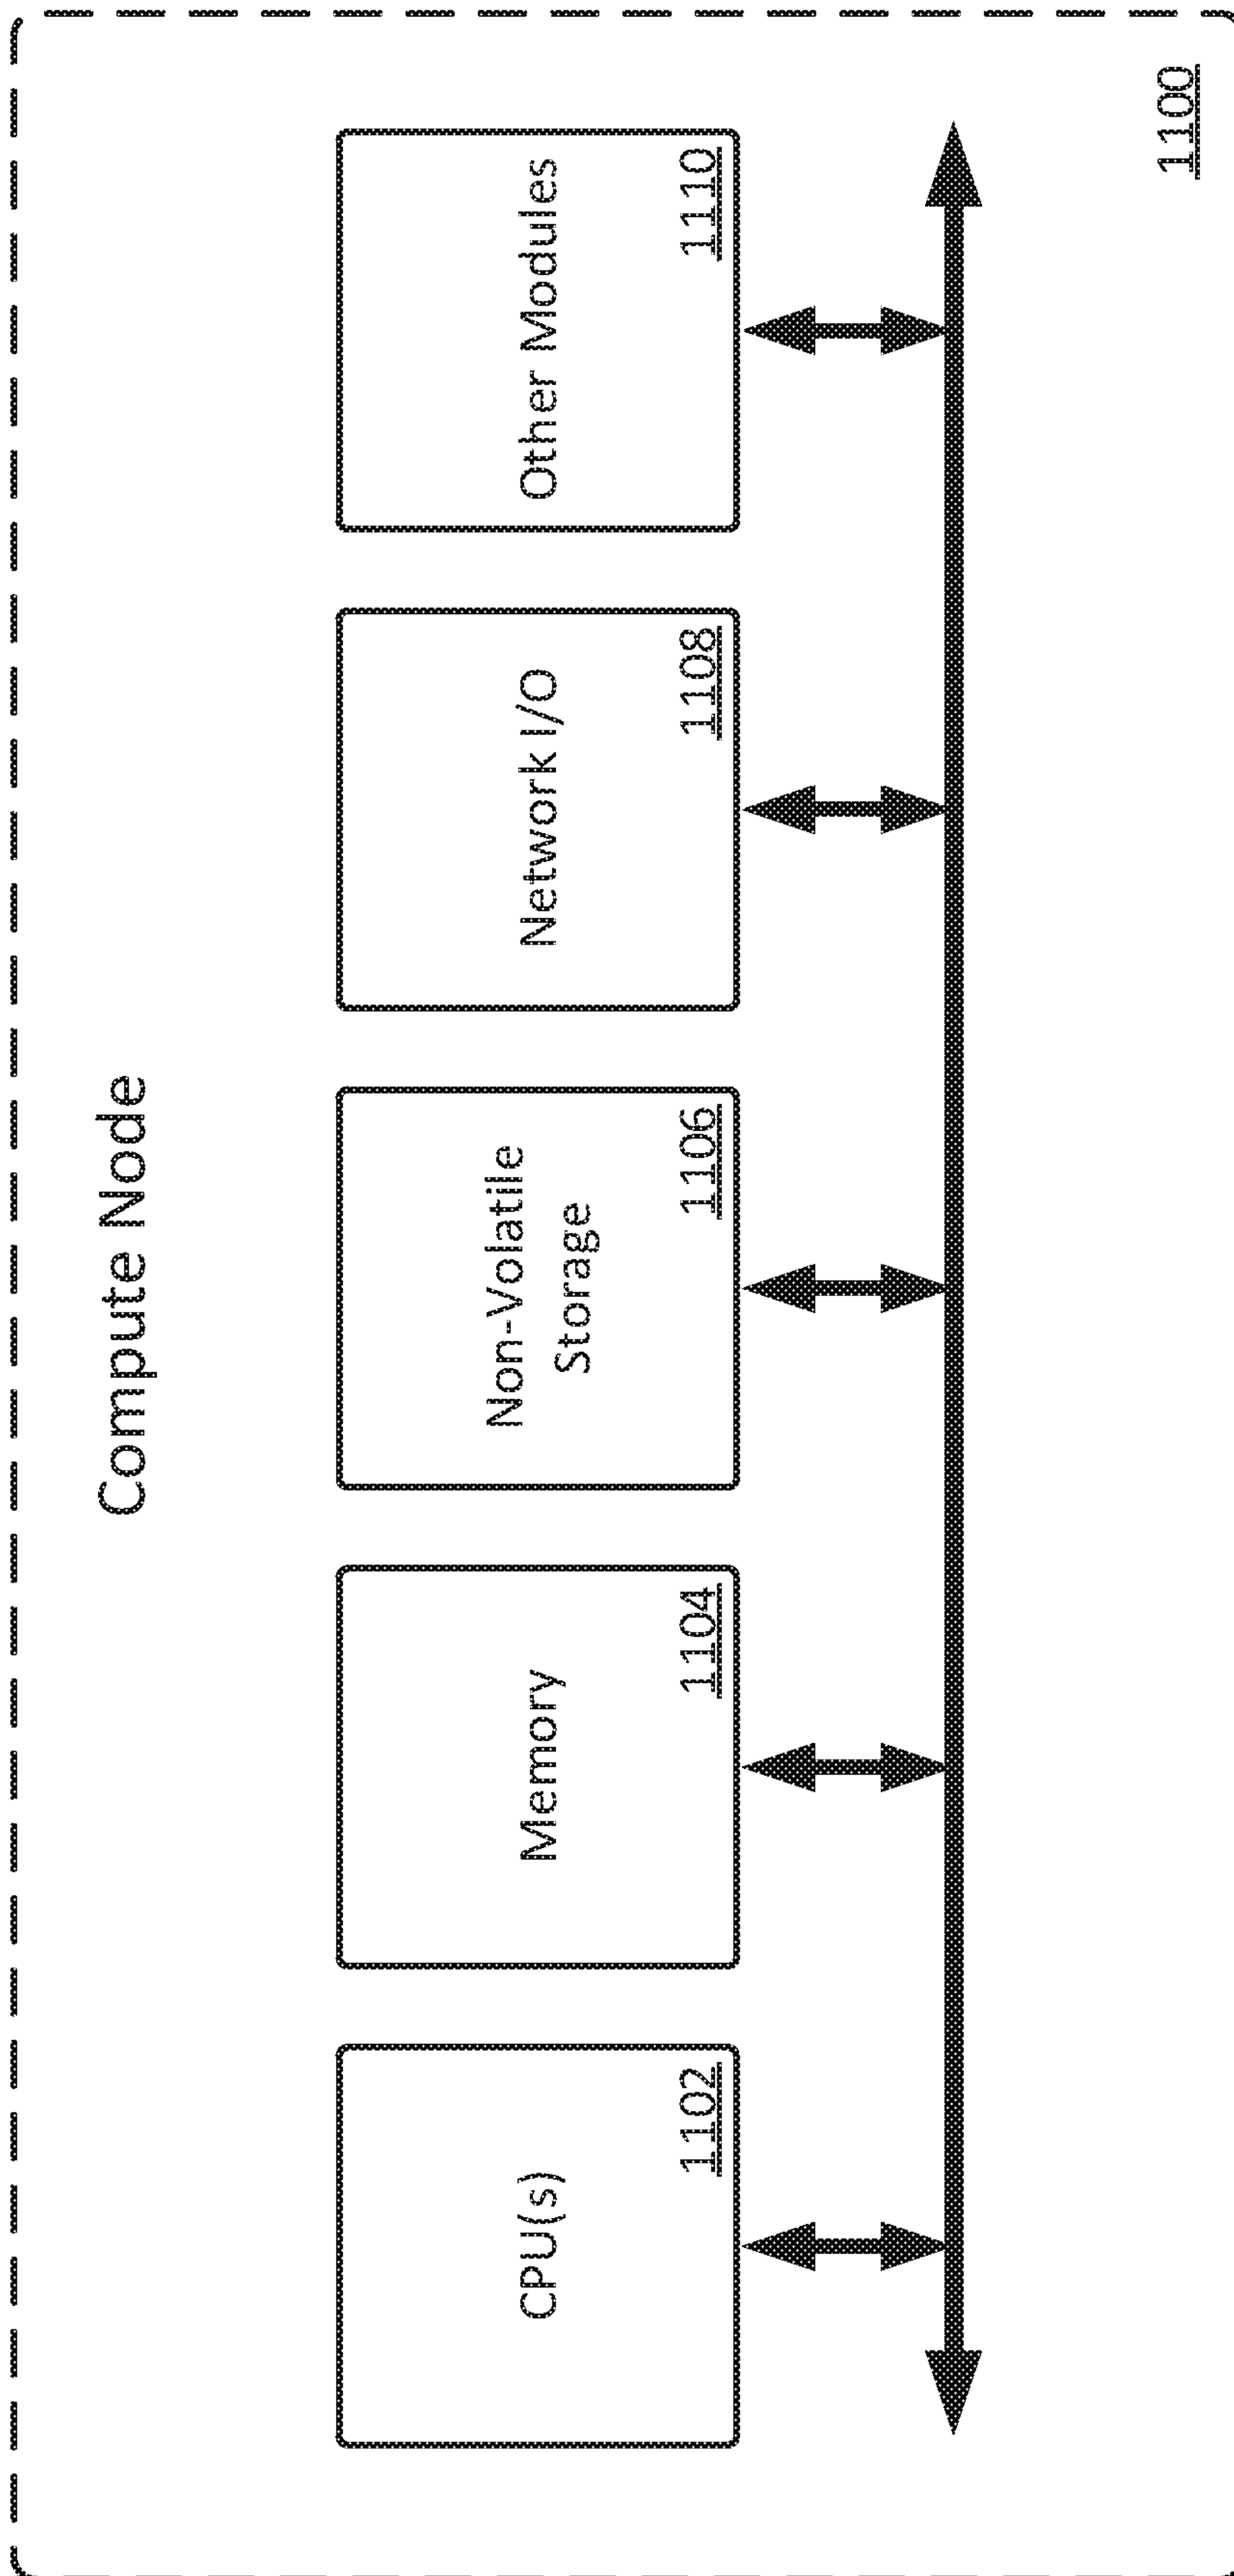 Compute Node
CPU(s)
1102
Memory
1104
Non-Volatile
Storage
1106
Network I/O
1108
Other Modules
1110
1100